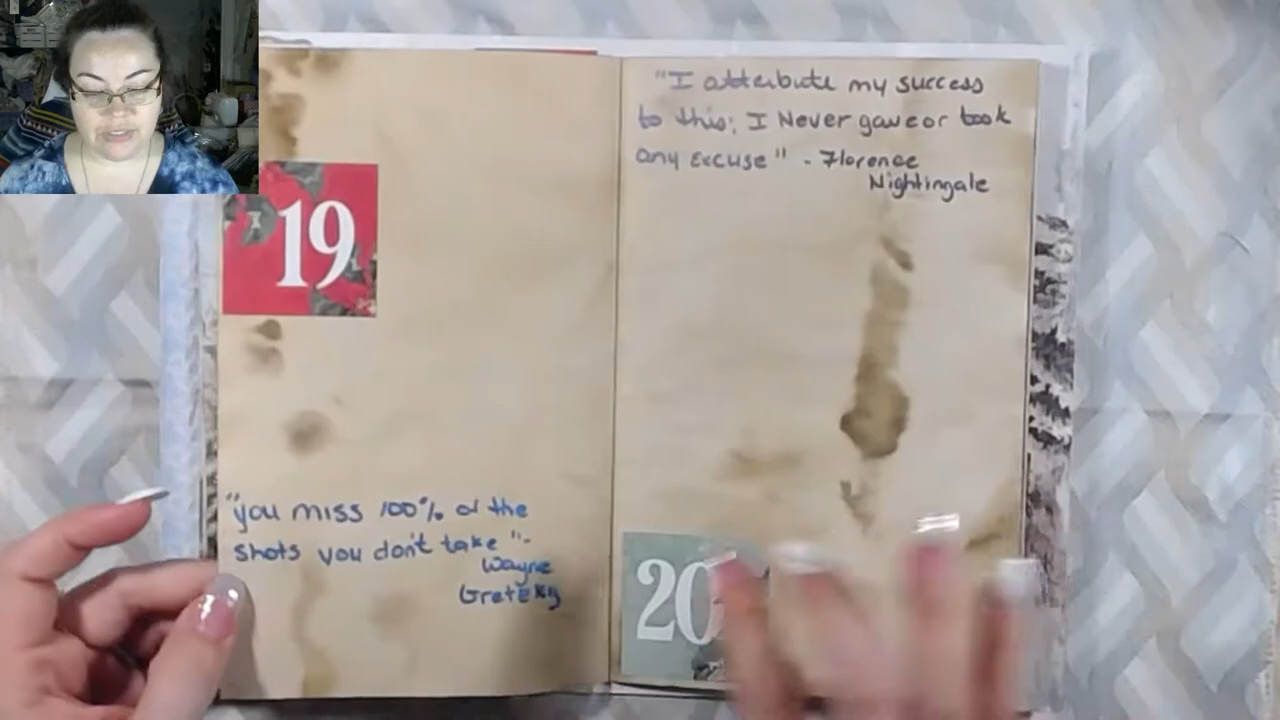 19
"you miss 100% of the
shots you don't take"-
Wayne
Gretzky
"I adteribute my success
to this; I Never gave or took
any Excuse" - Florence
Nightingale
20